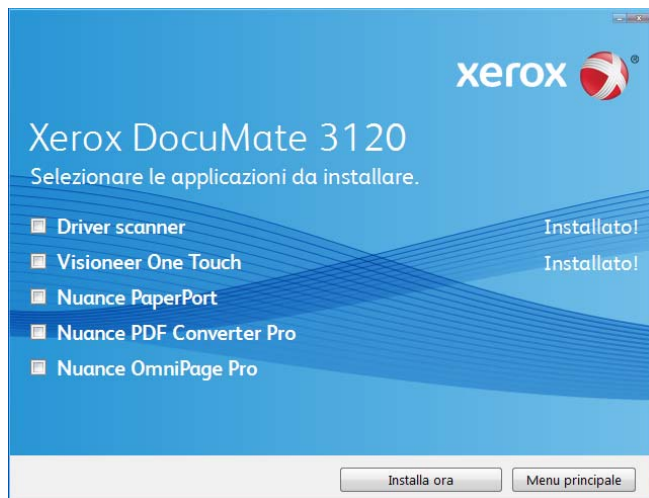 xerox ®
Xerox DocuMate 3120
Selezionare le applicazioni da installare.
Driver scanner Installato!
Visioneer One Touch Installato!
Nuance PaperPort
Nuance PDF Converter Pro
Nuance OmniPage Pro
Installa ora Menu principale